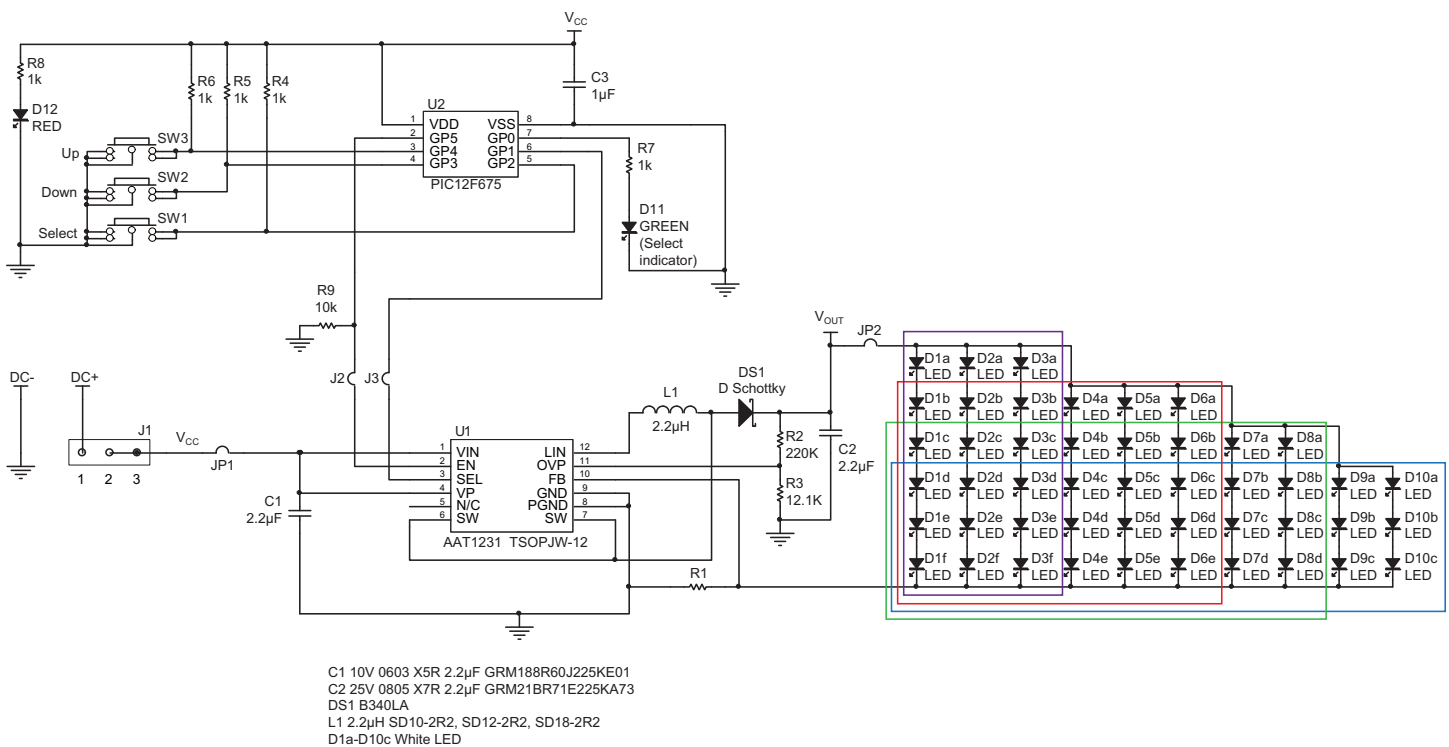 VCC
R8
1k
D12
RED
R6
1k
R5
1k
R4
1k
C3
1µF
U2
1 VDD VSS 8
2 GP5 GP0 7
3 GP4 GP1 6
4 GP3 GP2 5
PIC12F675
Up
SW3
Down
SW2
Select
SW1
R7
1k
D11
GREEN
(Select
indicator)
R9
10k
DC-
DC+
J1
1 2 3
VCC
JP1
J2
J3
C1
2.2µF
U1
1 VIN LIN 12
2 EN OVP 11
3 SEL FB 10
4 VP GND 9
5 N/C PGND 8
6 SW SW 7
AAT1231 TSOPJW-12
L1
2.2µH
DS1
D Schottky
R2
220K
R3
12.1K
C2
2.2µF
R1
VOUT
JP2
D1a D2a D3a
LED LED LED
D1b D2b D3b D4a D5a D6a
LED LED LED LED LED LED
D1c D2c D3c D4b D5b D6b D7a D8a
LED LED LED LED LED LED LED LED
D1d D2d D3d D4c D5c D6c D7b D8b D9a D10a
LED LED LED LED LED LED LED LED LED LED
D1e D2e D3e D4d D5d D6d D7c D8c D9b D10b
LED LED LED LED LED LED LED LED LED LED
D1f D2f D3f D4e D5e D6e D7d D8d D9c D10c
LED LED LED LED LED LED LED LED LED LED
C1 10V 0603 X5R 2.2µF GRM188R60J225KE01
C2 25V 0805 X7R 2.2µF GRM21BR71E225KA73
DS1 B340LA
L1 2.2µH SD10-2R2, SD12-2R2, SD18-2R2
D1a-D10c White LED